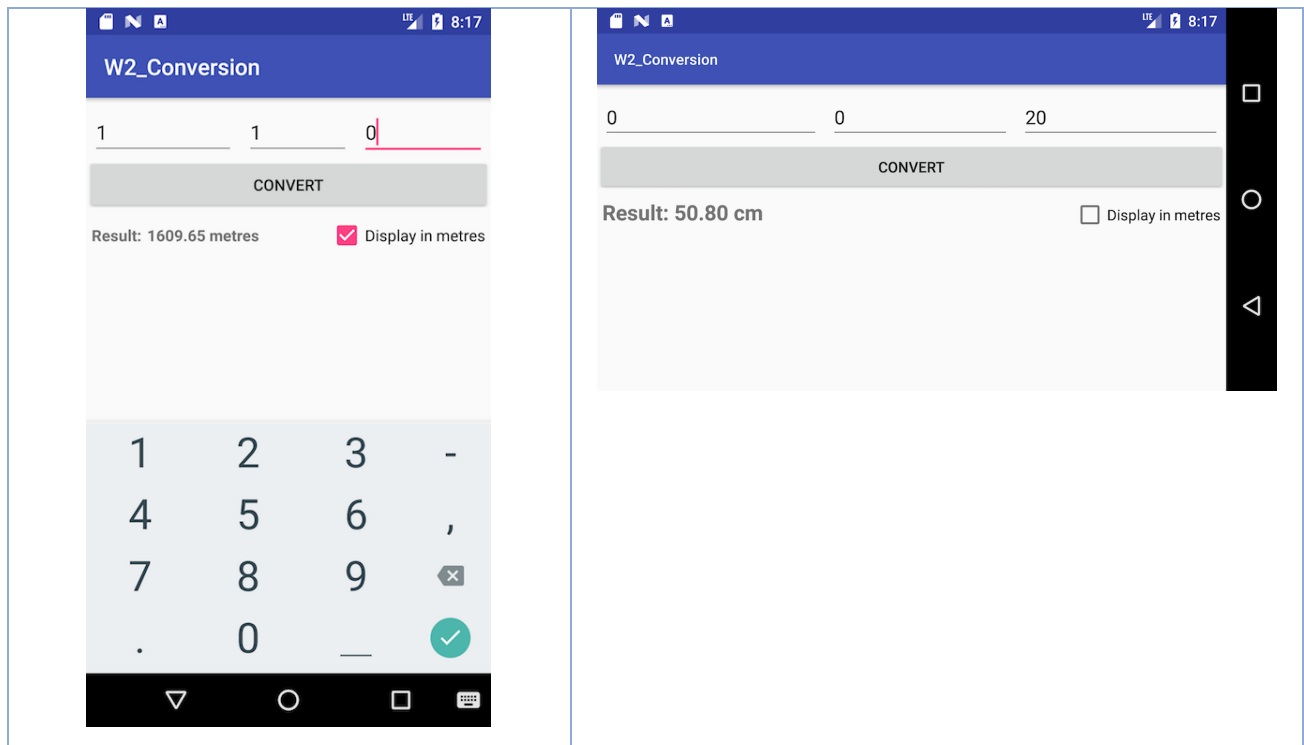 LTE 8:17
W2_Conversion
1 1 0
CONVERT
Result: 1609.65 metres Display in metres
1 2 3 -
4 5 6 ,
7 8 9
. 0 _
LTE 8:17
W2_Conversion
0 0 20
CONVERT
Result: 50.80 cm Display in metres